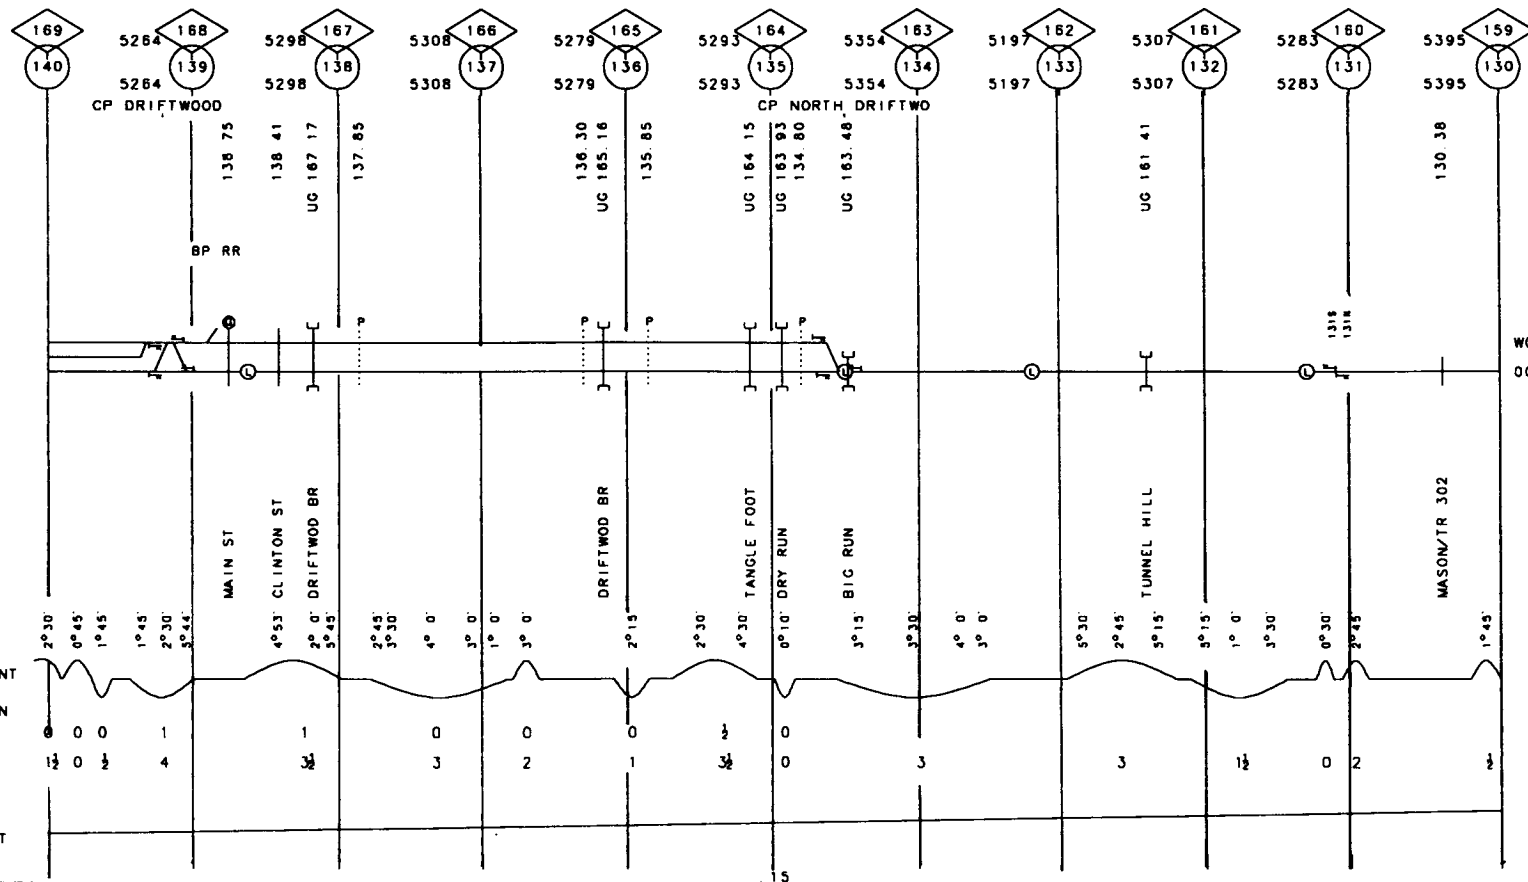 169 5264 168 5298 167 5308 166 5279 165 5293 164 5354 163 5197 162 5307 161 5283 160 5395 159
140 5264 139 5298 138 5308 137 5279 136 5293 135 5354 134 5197 133 5307 132 5283 131 5395 130
CP DRIFTWOOD
CP NORTH DRIFTWO
138 75
138 41
UG 167 17
137.85
136.30
UG 165.16
135.85
UG 164 15
UG 163 93
134.80
UG 163.48
UG 161 41
130.38
BP RR
P
P
P
P
131S
131N
L
L
L
MAIN ST
CLINTON ST
DRIFTWOD BR
DRIFTWOD BR
TANGLE FOOT
DRY RUN
BIG RUN
TUNNEL HILL
MASON/TR 302
2°30' 0°45' 1°45' 1°45' 2°30' 5°44' 4°53' 2°0' 5°45' 2°45' 3°30' 4°0' 3°0' 1°0' 3°0' 2°15' 2°30' 4°30' 0°10' 3°15' 3°30' 4°0' 3°0' 5°30' 2°45' 5°15' 5°15' 1°0' 3°30' 0°30' 2°45' 1°45'
NT
N
0 0 0 1 1 0 0 0 ½ 0
1½ 0 ½ 4 3½ 3 2 1 3½ 0 3 3 1½ 0 2 ½
T
15